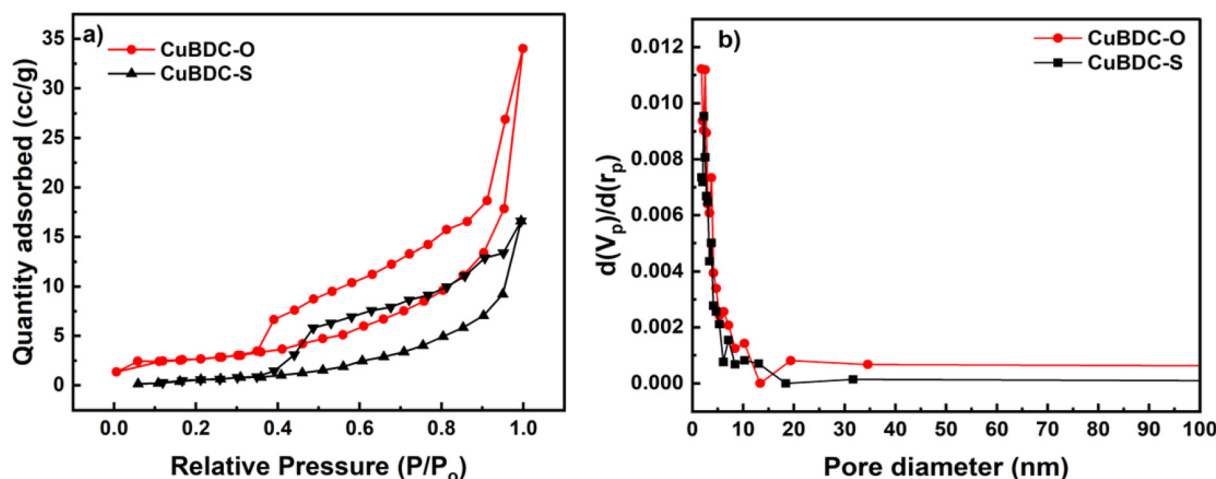 a)
CuBDC-O
CuBDC-S
35
30
25
20
15
10
5
0
Quantity adsorbed (cc/g)
0.0 0.2 0.4 0.6 0.8 1.0
Relative Pressure (P/Po)
b)
CuBDC-O
CuBDC-S
0.012
0.010
0.008
0.006
0.004
0.002
0.000
d(Vp)/d(rp)
0 10 20 30 40 50 60 70 80 90 100
Pore diameter (nm)